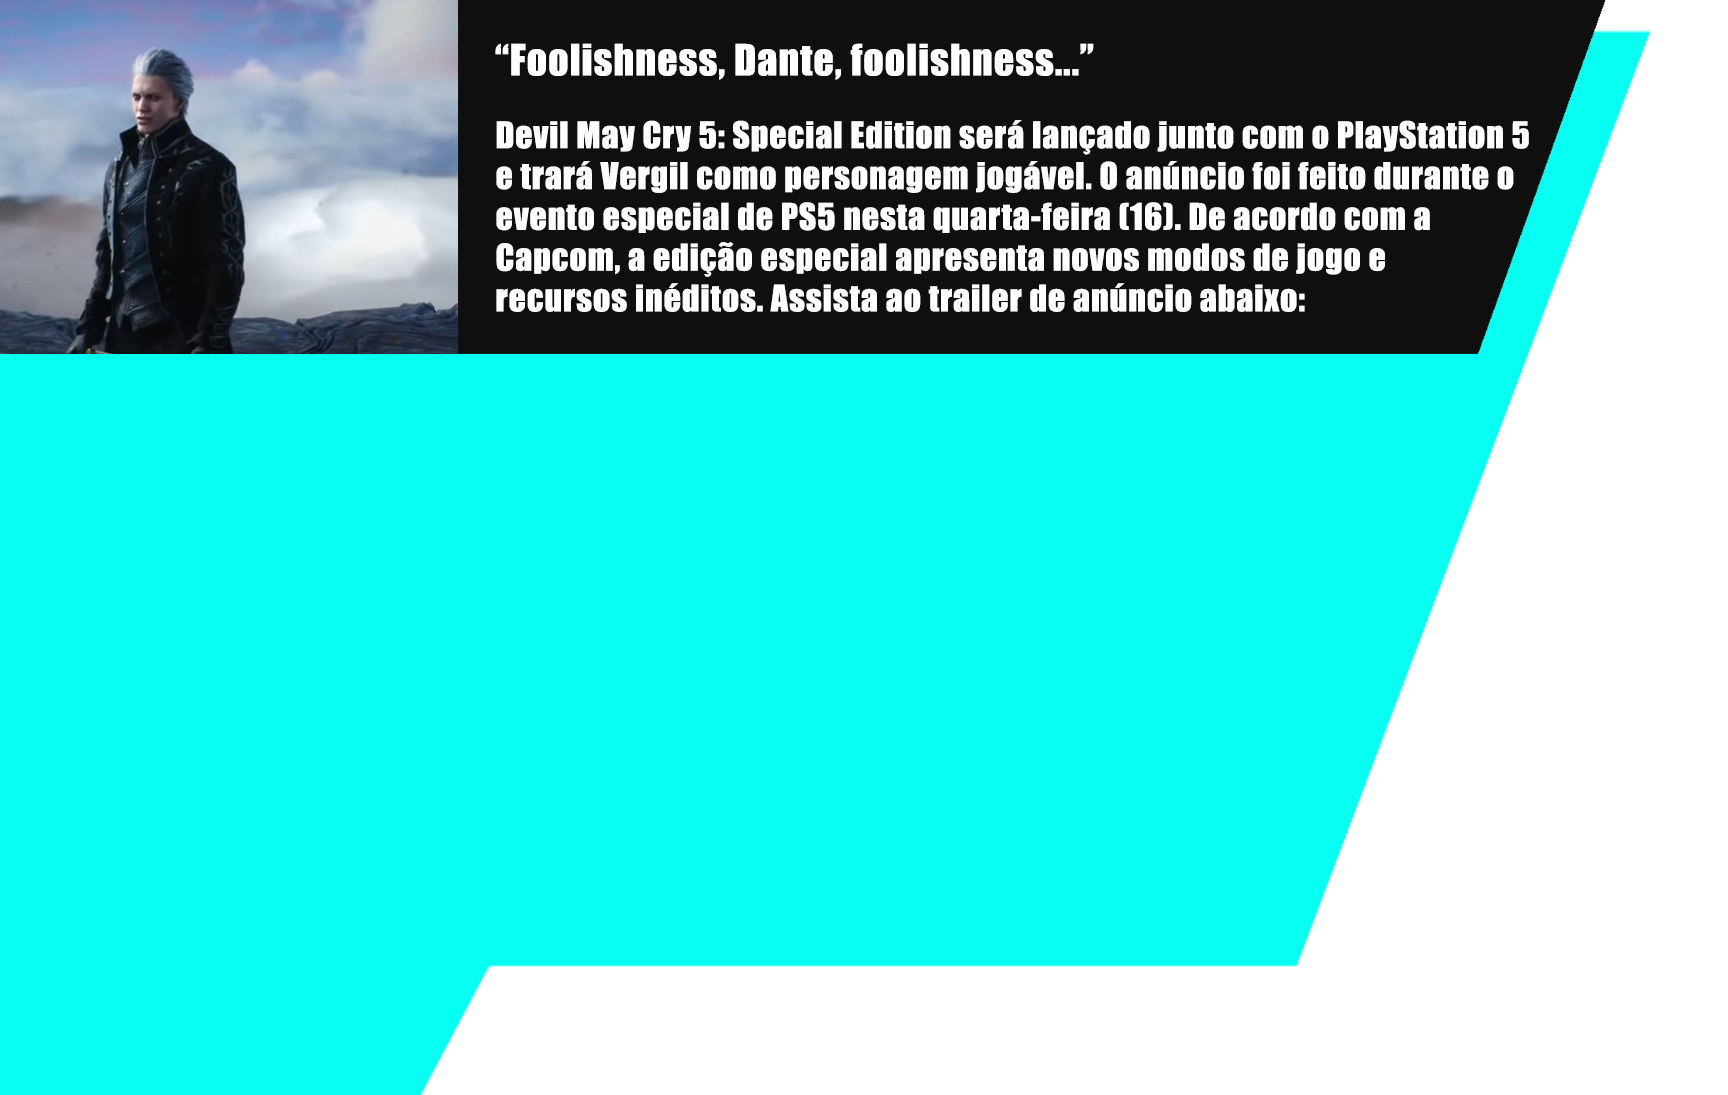 “Foolishness, Dante, foolishness...”
Devil May Cry 5: Special Edition será lançado junto com o PlayStation 5
e trará Vergil como personagem jogável. O anúncio foi feito durante o
evento especial de PS5 nesta quarta-feira (16). De acordo com a
Capcom, a edição especial apresenta novos modos de jogo e
recursos inéditos. Assista ao trailer de anúncio abaixo: